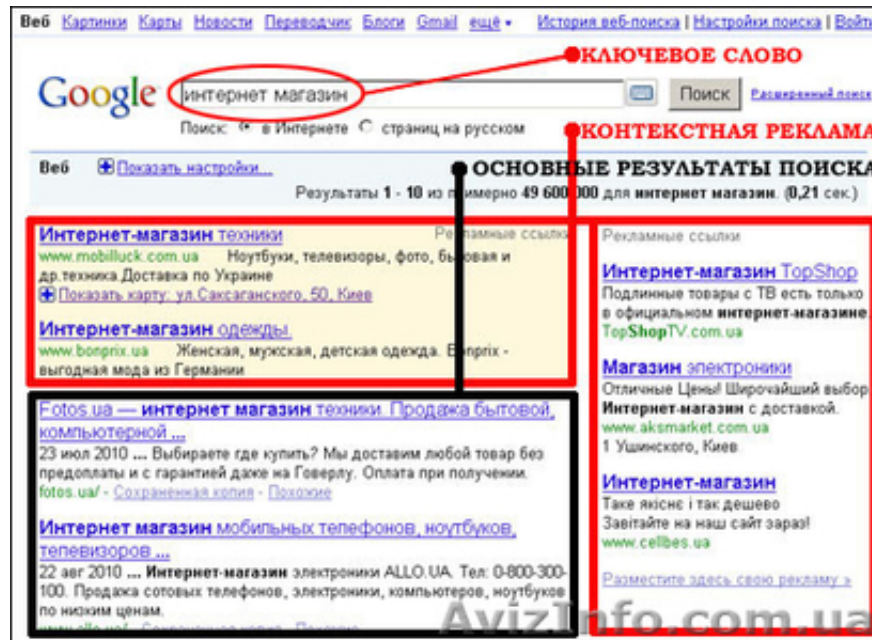 Веб Картинки Карты Новости Переводчик Блоги Gmail ещё История веб-поиска | Настройки поиска | Войти
КЛЮЧЕВОЕ СЛОВО
Google интернет магазин Поиск Расширенный поиск
Поиск: в Интернете страниц на русском
КОНТЕКСТНАЯ РЕКЛАМА
Веб Показать настройки...
ОСНОВНЫЕ РЕЗУЛЬТАТЫ ПОИСКА
Результаты 1 - 10 из примерно 49 600 000 для интернет магазин. (0,21 сек.)
Интернет-магазин техники
Рекламные ссылки
www.mobilluck.com.ua Ноутбуки, телевизоры, фото, бытовая и
др.техника.Доставка по Украине
Показать карту: ул.Саксаганского, 50, Киев
Интернет-магазин одежды.
www.bonprix.ua Женская, мужская, детская одежда. Bonprix -
выгодная мода из Германии
Fotos.ua — интернет магазин техники. Продажа бытовой,
компьютерной ...
23 июл 2010 ... Выбираете где купить? Мы доставим любой товар без
предоплаты и с гарантией даже на Говерлу. Оплата при получении.
fotos.ua/ - Сохраненная копия - Похожие
Интернет магазин мобильных телефонов, ноутбуков,
телевизоров ...
22 авг 2010 ... Интернет-магазин электроники ALLO.UA. Тел: 0-800-300-
100. Продажа сотовых телефонов, электроники, компьютеров, ноутбуков
по низким ценам.
www.allo.ua/ - Сохраненная копия - Похожие
Рекламные ссылки
Интернет-магазин TopShop
Подлинные товары с ТВ есть только
в официальном интернет-магазине.
TopShopTV.com.ua
Магазин электроники
Отличные Цены! Широчайший выбор
Интернет-магазин с доставкой.
www.aksmarket.com.ua
1 Ушинского, Киев
Интернет-магазин
Таке якісне і так дешево
Завітайте на наш сайт зараз!
www.cellbes.ua
Разместите здесь свою рекламу »
AvizInfo.com.ua